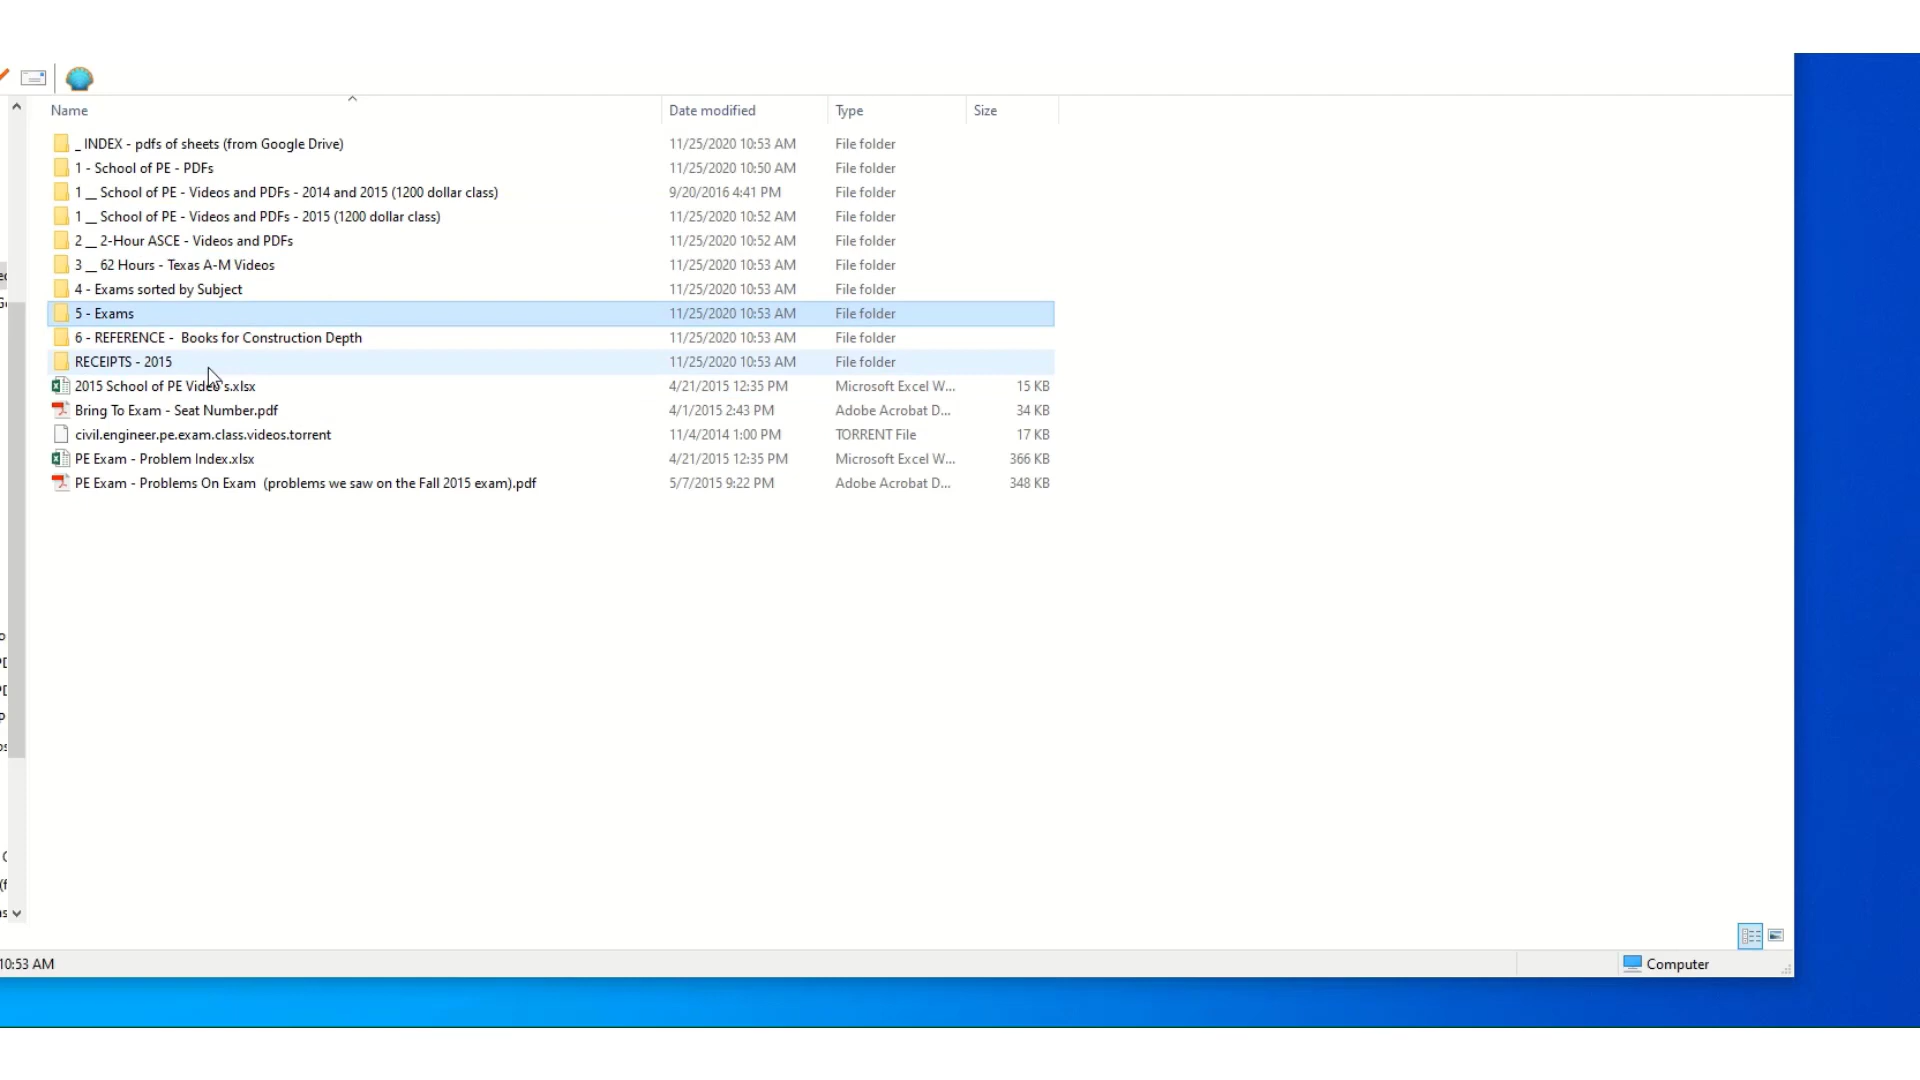 Name Date modified Type Size
_ INDEX - pdfs of sheets (from Google Drive) 11/25/2020 10:53 AM File folder
1 - School of PE - PDFs 11/25/2020 10:50 AM File folder
1 __ School of PE - Videos and PDFs - 2014 and 2015 (1200 dollar class) 9/20/2016 4:41 PM File folder
1 __ School of PE - Videos and PDFs - 2015 (1200 dollar class) 11/25/2020 10:52 AM File folder
2 __ 2-Hour ASCE - Videos and PDFs 11/25/2020 10:52 AM File folder
3 __ 62 Hours - Texas A-M Videos 11/25/2020 10:53 AM File folder
4 - Exams sorted by Subject 11/25/2020 10:53 AM File folder
5 - Exams 11/25/2020 10:53 AM File folder
6 - REFERENCE -  Books for Construction Depth 11/25/2020 10:53 AM File folder
RECEIPTS - 2015 11/25/2020 10:53 AM File folder
2015 School of PE Video's.xlsx 4/21/2015 12:35 PM Microsoft Excel W... 15 KB
Bring To Exam - Seat Number.pdf 4/1/2015 2:43 PM Adobe Acrobat D... 34 KB
civil.engineer.pe.exam.class.videos.torrent 11/4/2014 1:00 PM TORRENT File 17 KB
PE Exam - Problem Index.xlsx 4/21/2015 12:35 PM Microsoft Excel W... 366 KB
PE Exam - Problems On Exam  (problems we saw on the Fall 2015 exam).pdf 5/7/2015 9:22 PM Adobe Acrobat D... 348 KB
10:53 AM Computer